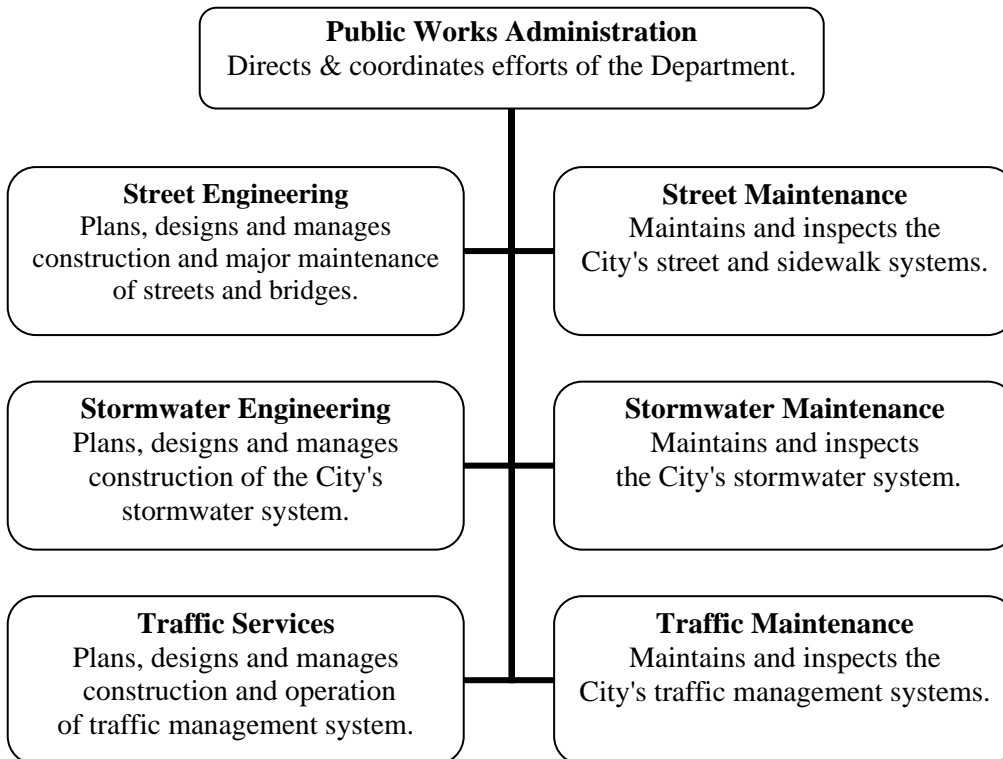 Public Works Administration
Directs & coordinates efforts of the Department.
Street Engineering
Plans, designs and manages
construction and major maintenance
of streets and bridges.
Street Maintenance
Maintains and inspects the
City's street and sidewalk systems.
Stormwater Engineering
Plans, designs and manages
construction of the City's
stormwater system.
Stormwater Maintenance
Maintains and inspects
the City's stormwater system.
Traffic Services
Plans, designs and manages
construction and operation
of traffic management system.
Traffic Maintenance
Maintains and inspects the
City's traffic management systems.